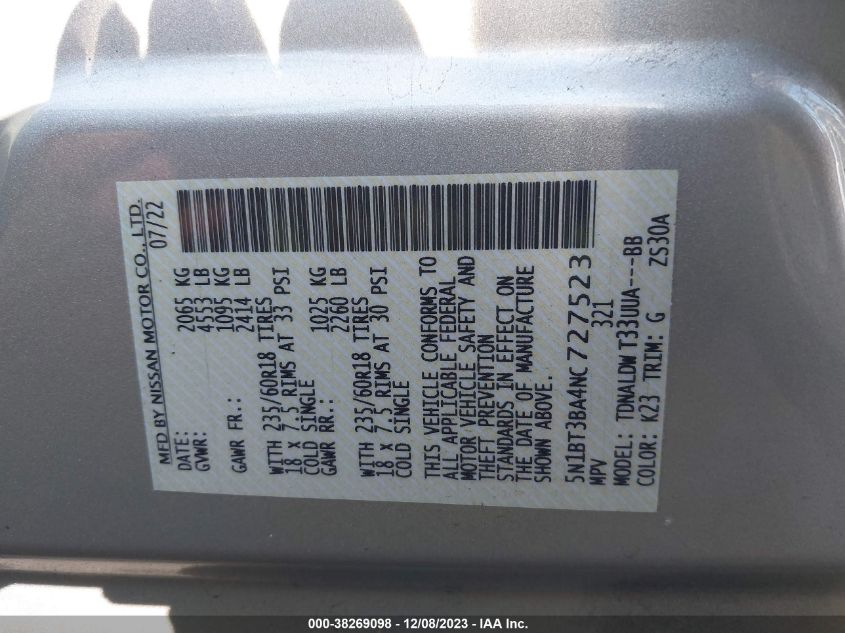 MFD BY NISSAN MOTOR CO., LTD.
DATE: 07/22
GVWR: 2065 KG
4553 LB
GAWR FR.: 1095 KG
2414 LB
WITH 235/60R18 TIRES
18 X 7.5 RIMS AT 33 PSI
COLD SINGLE
GAWR RR.: 1025 KG
2260 LB
WITH 235/60R18 TIRES
18 X 7.5 RIMS AT 30 PSI
COLD SINGLE
THIS VEHICLE CONFORMS TO
ALL APPLICABLE FEDERAL
MOTOR VEHICLE SAFETY AND
THEFT PREVENTION
STANDARDS IN EFFECT ON
THE DATE OF MANUFACTURE
SHOWN ABOVE.
5N1BT3BA4NC727523
MPV 321
MODEL: TDNALDW T33UUA----BB
COLOR: K23 TRIM: G ZS30A
000-38269098 - 12/08/2023 - IAA Inc.